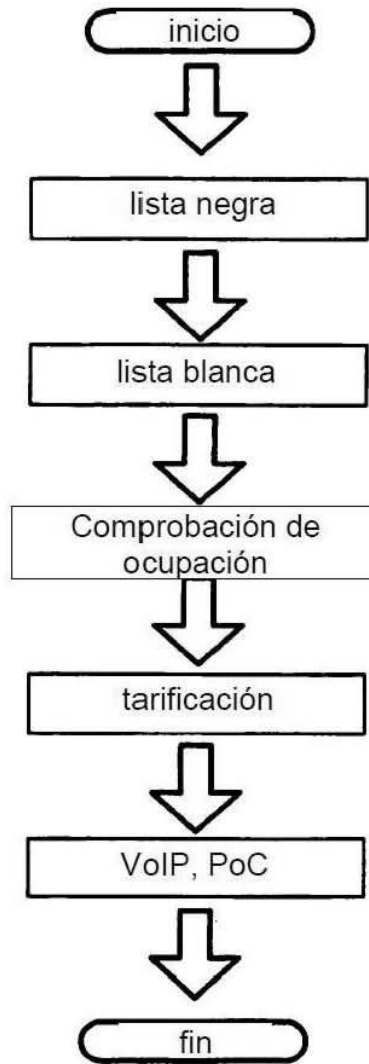 inicio
lista negra
lista blanca
Comprobación de
ocupación
tarificación
VoIP, PoC
fin